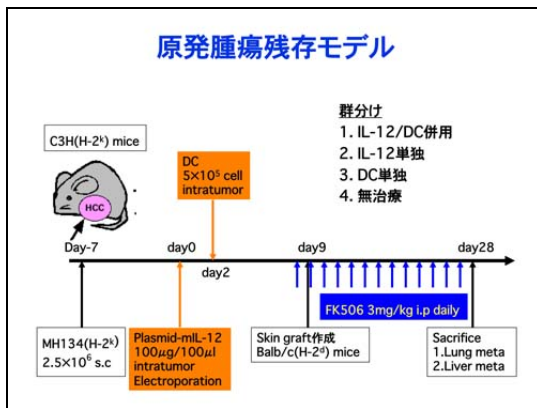 原発腫瘍残存モデル
C3H(H-2ᵏ) mice
HCC
群分け
1. IL-12/DC併用
2. IL-12単独
3. DC単独
4. 無治療
DC
5×10⁵ cell
intratumor
Day-7
day0
day2
day9
day28
FK506 3mg/kg i.p daily
MH134(H-2ᵏ)
2.5×10⁶ s.c
Plasmid-mIL-12
100μg/100μl
intratumor
Electroporation
Skin graft作成
Balb/c(H-2ᵈ) mice
Sacrifice
1.Lung meta
2.Liver meta